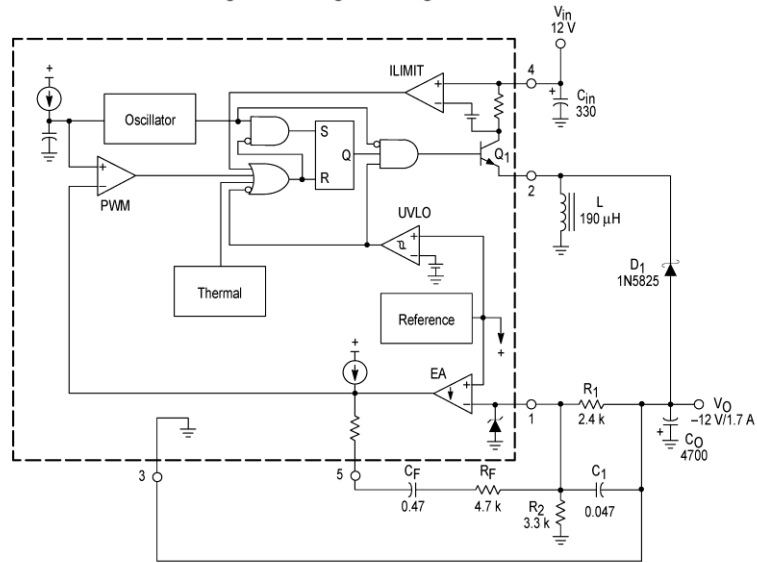 Vin
12 V
4
ILIMIT
+
–
+
Cin
330
+
Oscillator
S
Q
R
Q1
+
–
PWM
2
L
190 µH
UVLO
+
–
D1
1N5825
Thermal
Reference
+
+
EA
+
–
1
R1
2.4 k
VO
–12 V/1.7 A
+
CO
4700
3
5
CF
0.47
RF
4.7 k
R2
3.3 k
C1
0.047